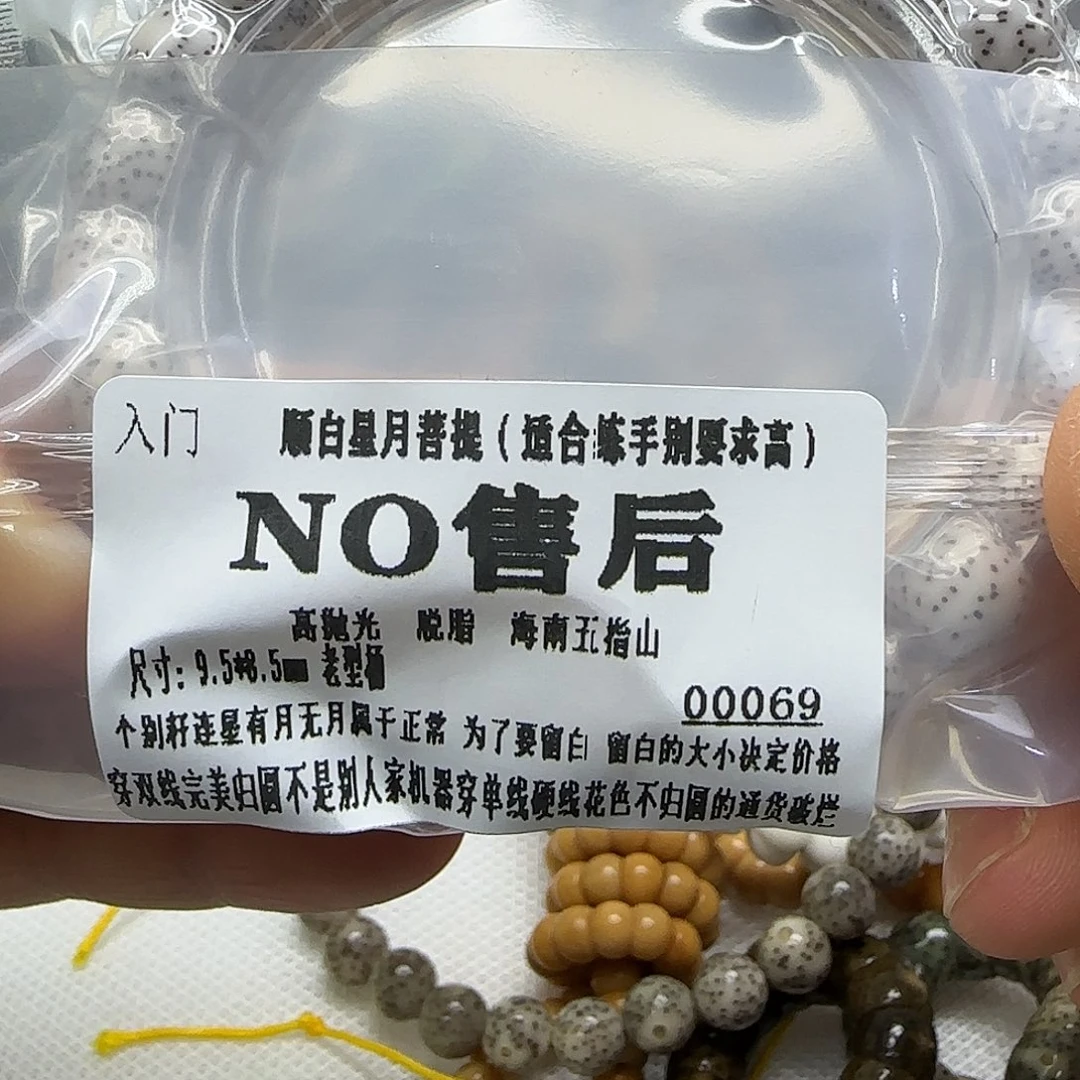 入门 顺白星月菩提（适合练手别要求高）
NO售后
高抛光 脱脂 海南五指山
尺寸：9.5*8.5mm 老型桶
00069
个别籽连星有月无月属于正常 为了要留白 留白的大小决定价格
穿双线完美归圆不是别人家机器穿单线硬线花色不归圆的通货破烂